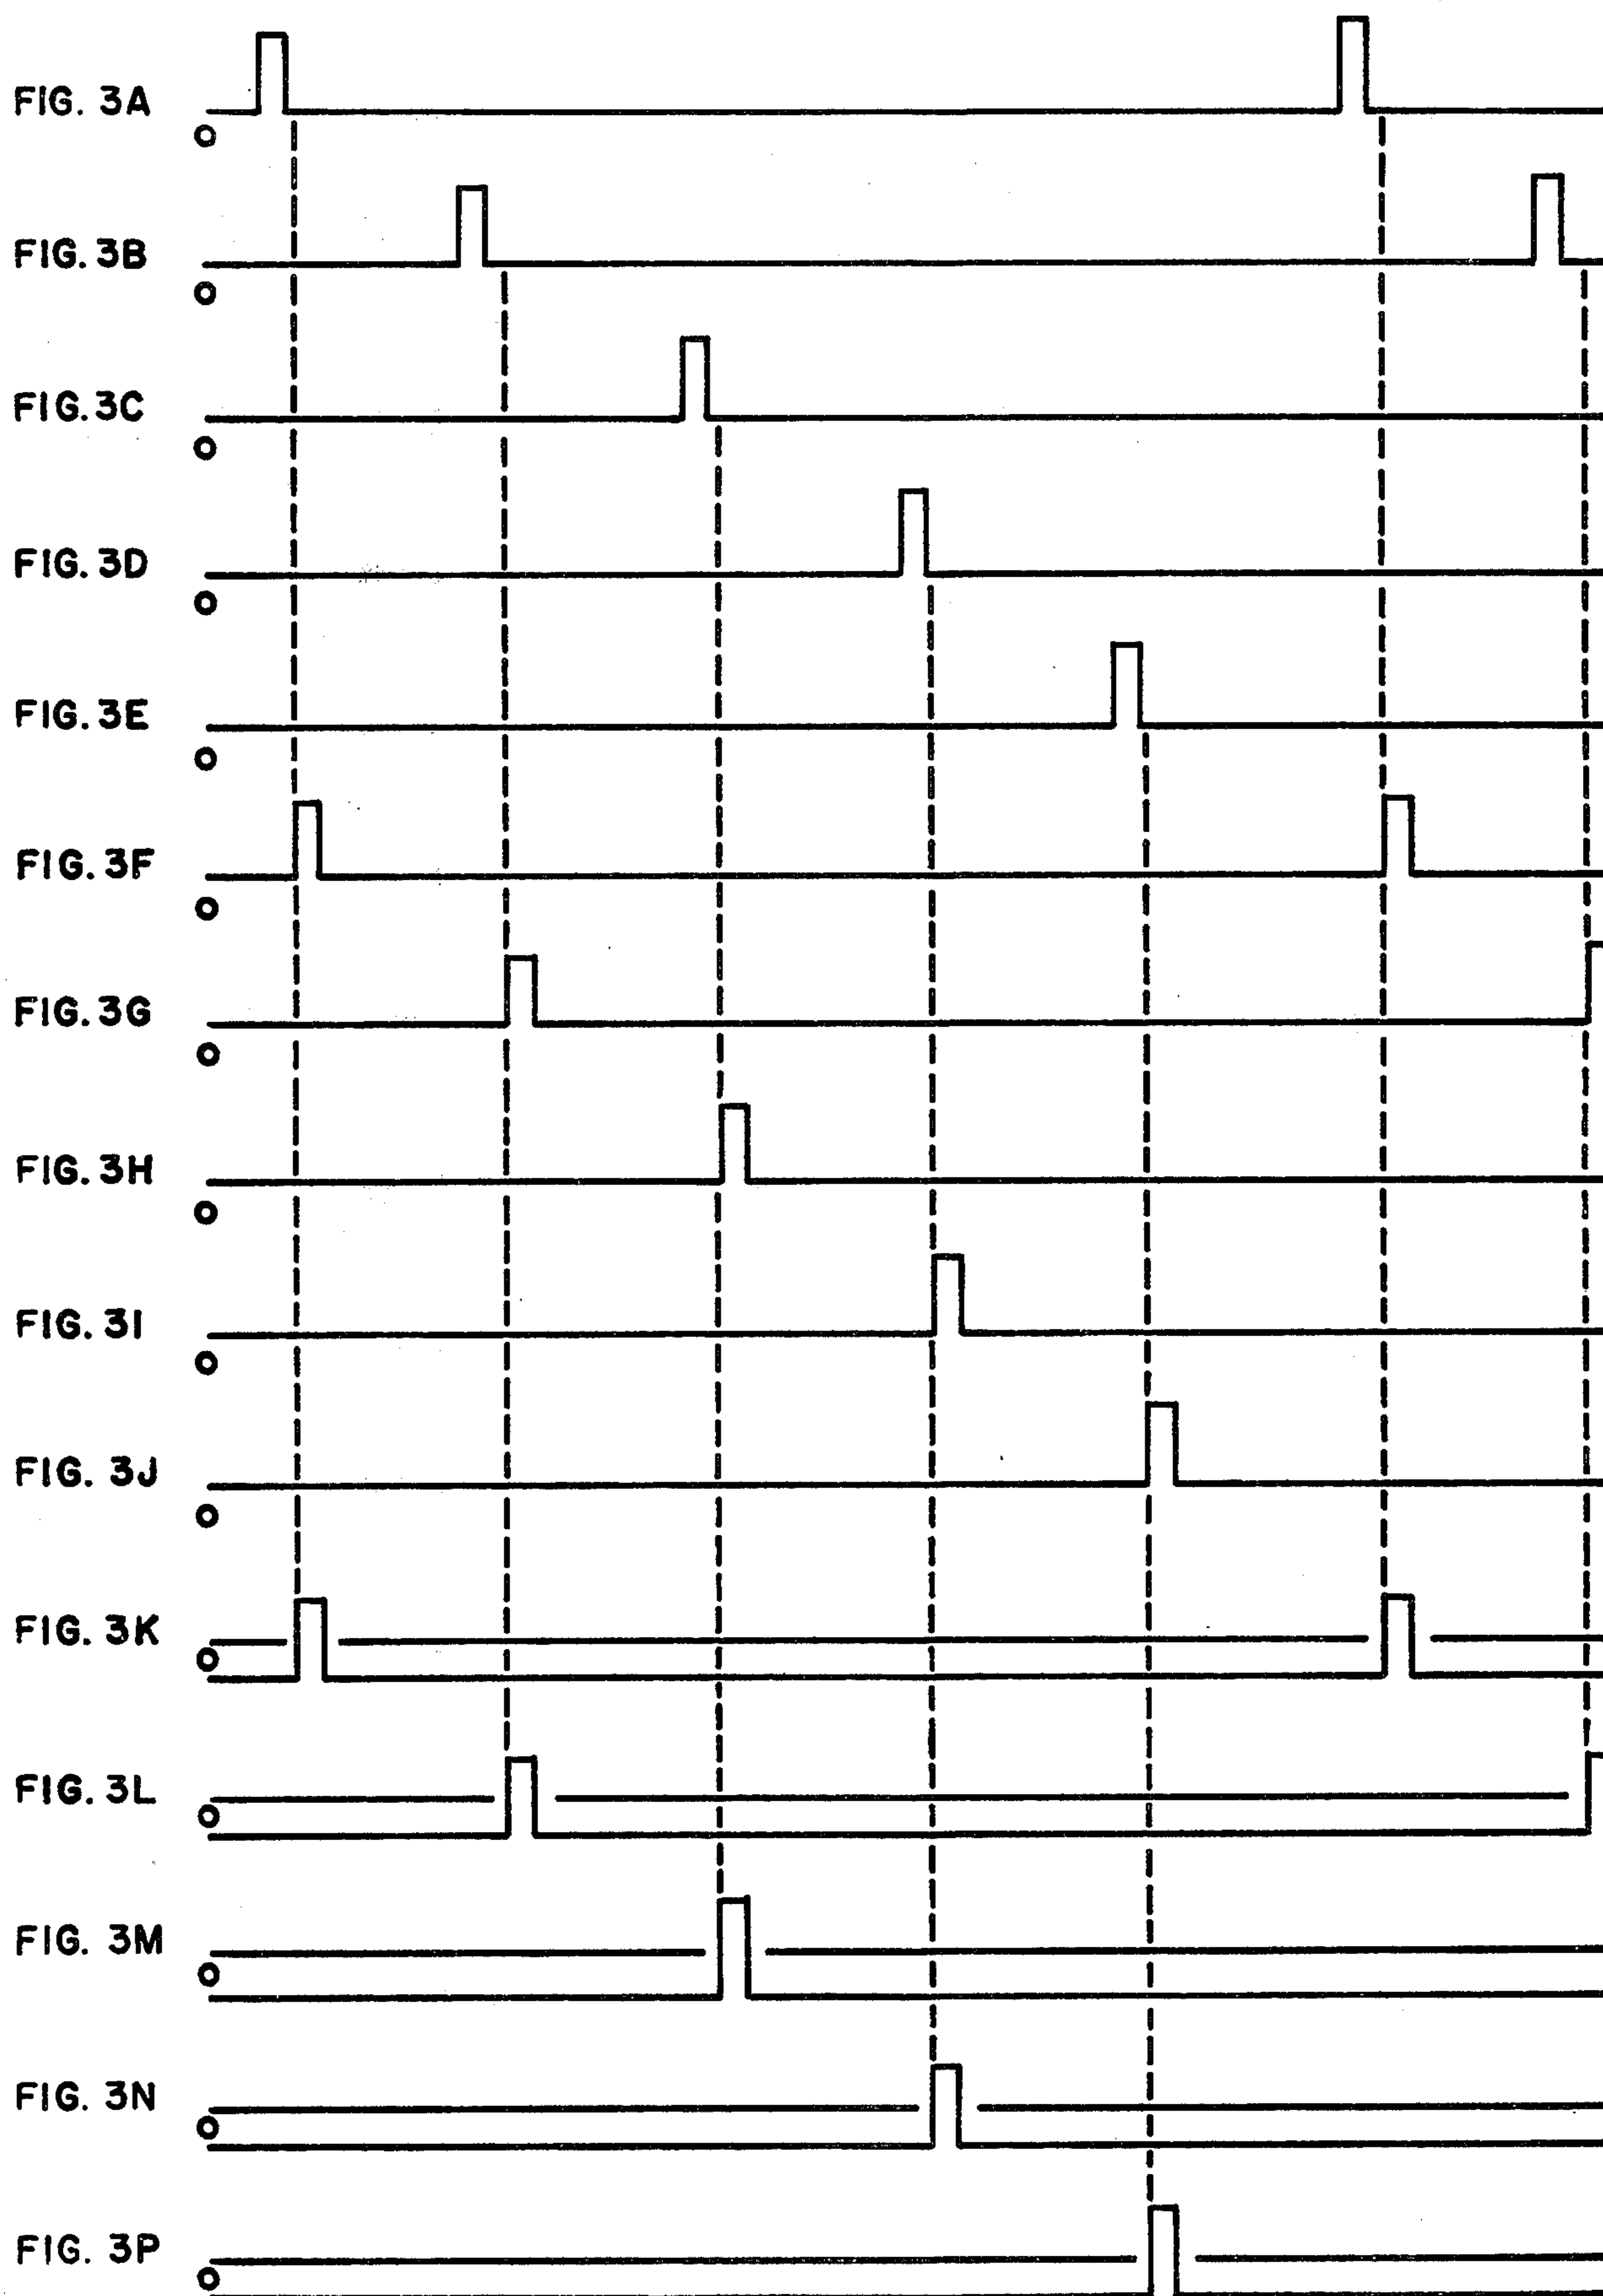 FIG. 3A
O
FIG. 3B
O
FIG. 3C
O
FIG. 3D
O
FIG. 3E
O
FIG. 3F
O
FIG. 3G
O
FIG. 3H
O
FIG. 3I
O
FIG. 3J
O
FIG. 3K
O
FIG. 3L
O
FIG. 3M
O
FIG. 3N
O
FIG. 3P
O